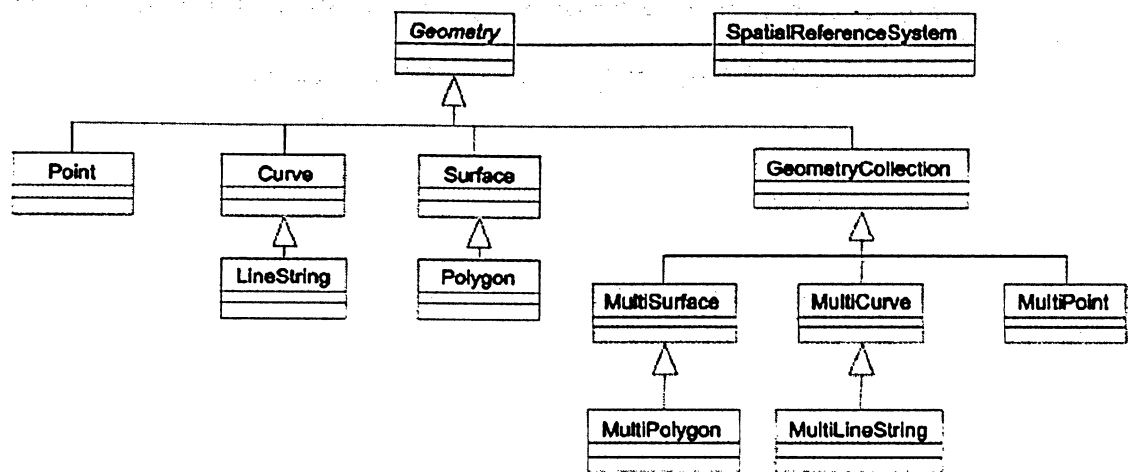 Geometry
SpatialReferenceSystem
Point
Curve
Surface
GeometryCollection
LineString
Polygon
MultiSurface
MultiCurve
MultiPoint
MultiPolygon
MultiLineString